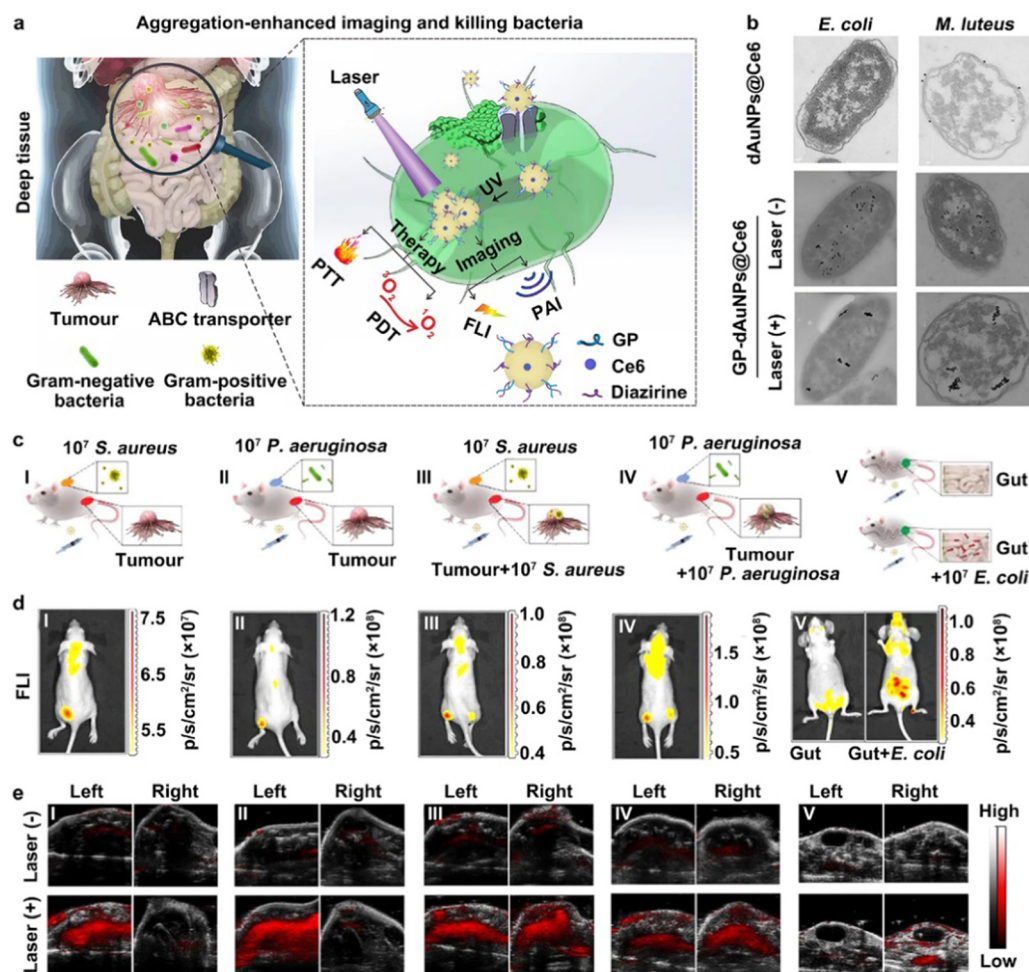 a
Aggregation-enhanced imaging and killing bacteria
Deep tissue
Tumour
ABC transporter
Gram-negative
bacteria
Gram-positive
bacteria
Laser
UV
Therapy
Imaging
PTT
³O₂
PDT
¹O₂
FLI
PAI
GP
Ce6
Diazirine
b
E. coli
M. luteus
dAuNPs@Ce6
GP-dAuNPs@Ce6
Laser (-)
Laser (+)
c
10⁷ S. aureus
10⁷ P. aeruginosa
10⁷ S. aureus
10⁷ P. aeruginosa
I
II
III
IV
V
Gut
Tumour
Tumour
Tumour+10⁷ S. aureus
Tumour
+10⁷ P. aeruginosa
Gut
+10⁷ E. coli
d
FLI
I
7.5
6.5
5.5
p/s/cm²/sr (×10⁷)
II
1.2
0.8
0.4
p/s/cm²/sr (×10⁸)
III
1.0
0.8
0.6
0.4
p/s/cm²/sr (×10⁸)
IV
1.5
1.0
0.5
p/s/cm²/sr (×10⁸)
V
1.0
0.8
0.6
0.4
p/s/cm²/sr (×10⁸)
Gut
Gut+E. coli
e
Left Right
Left Right
Left Right
Left Right
Left Right
I
II
III
IV
V
Laser (-)
Laser (+)
High
Low